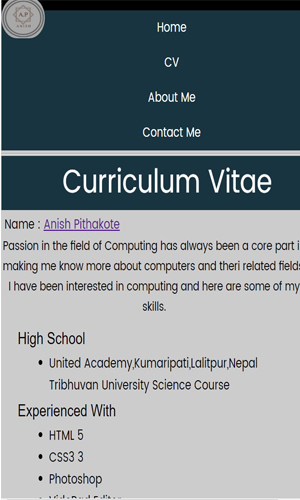 A.P
Home
CV
About Me
Contact Me
Curriculum Vitae
Name : Anish Pithakote
Passion in the field of Computing has always been a core part i
making me know more about computers and theri related fields
I have been interested in computing and here are some of my
skills.
High School
United Academy,Kumaripati,Lalitpur,Nepal
Tribhuvan University Science Course
Experienced With
HTML 5
CSS3 3
Photoshop